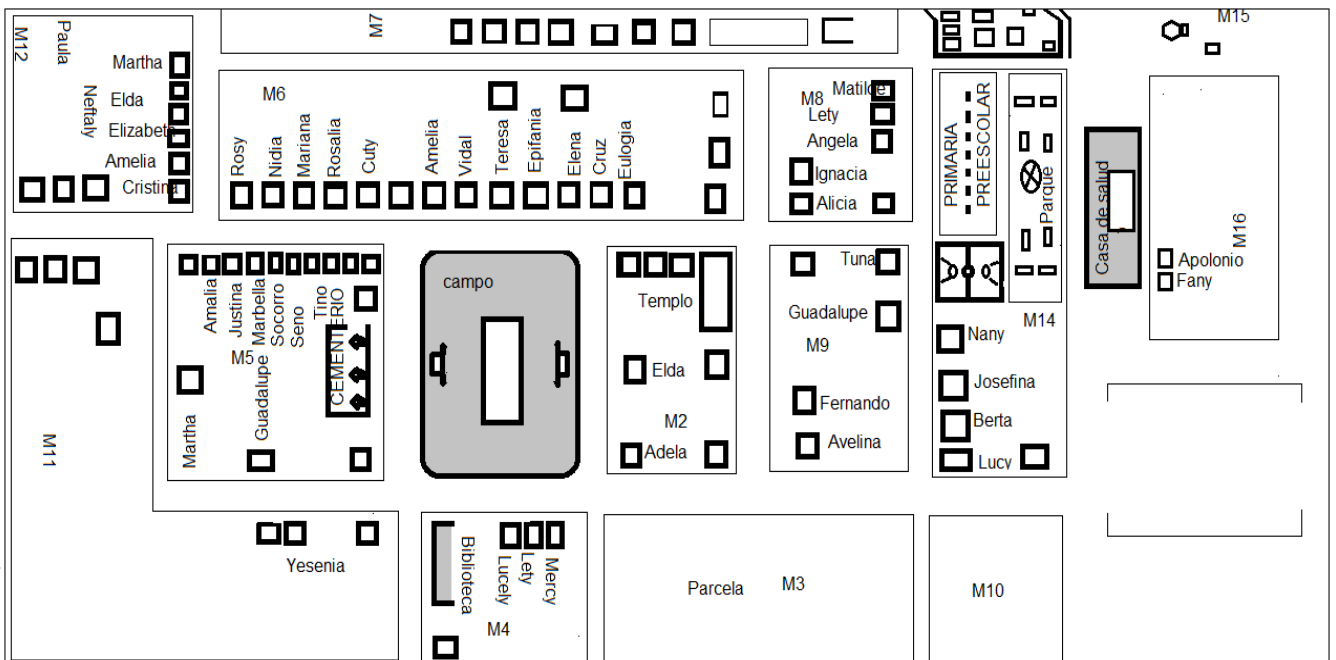 M12
Paula
Martha
Elda
Neftaly
Elizabeth
Amelia
Cristina
M7
M6
Rosy
Nidia
Mariana
Rosalia
Cuty
Amelia
Vidal
Teresa
Epifania
Elena
Cruz
Eulogia
M8
Matilde
Lety
Angela
Ignacia
Alicia
PRIMARIA
PREESCOLAR
Parque
M15
Casa de salud
M16
Apolonio
Fany
M11
Amalia
Justina
Marbella
Socorro
Seno
Tino
CEMENTERIO
M5
Guadalupe
Martha
campo
Templo
Elda
M2
Adela
Tuna
Guadalupe
M9
Fernando
Avelina
M14
Nany
Josefina
Berta
Lucy
Yesenia
Biblioteca
Lucely
Lety
Mercy
M4
Parcela
M3
M10